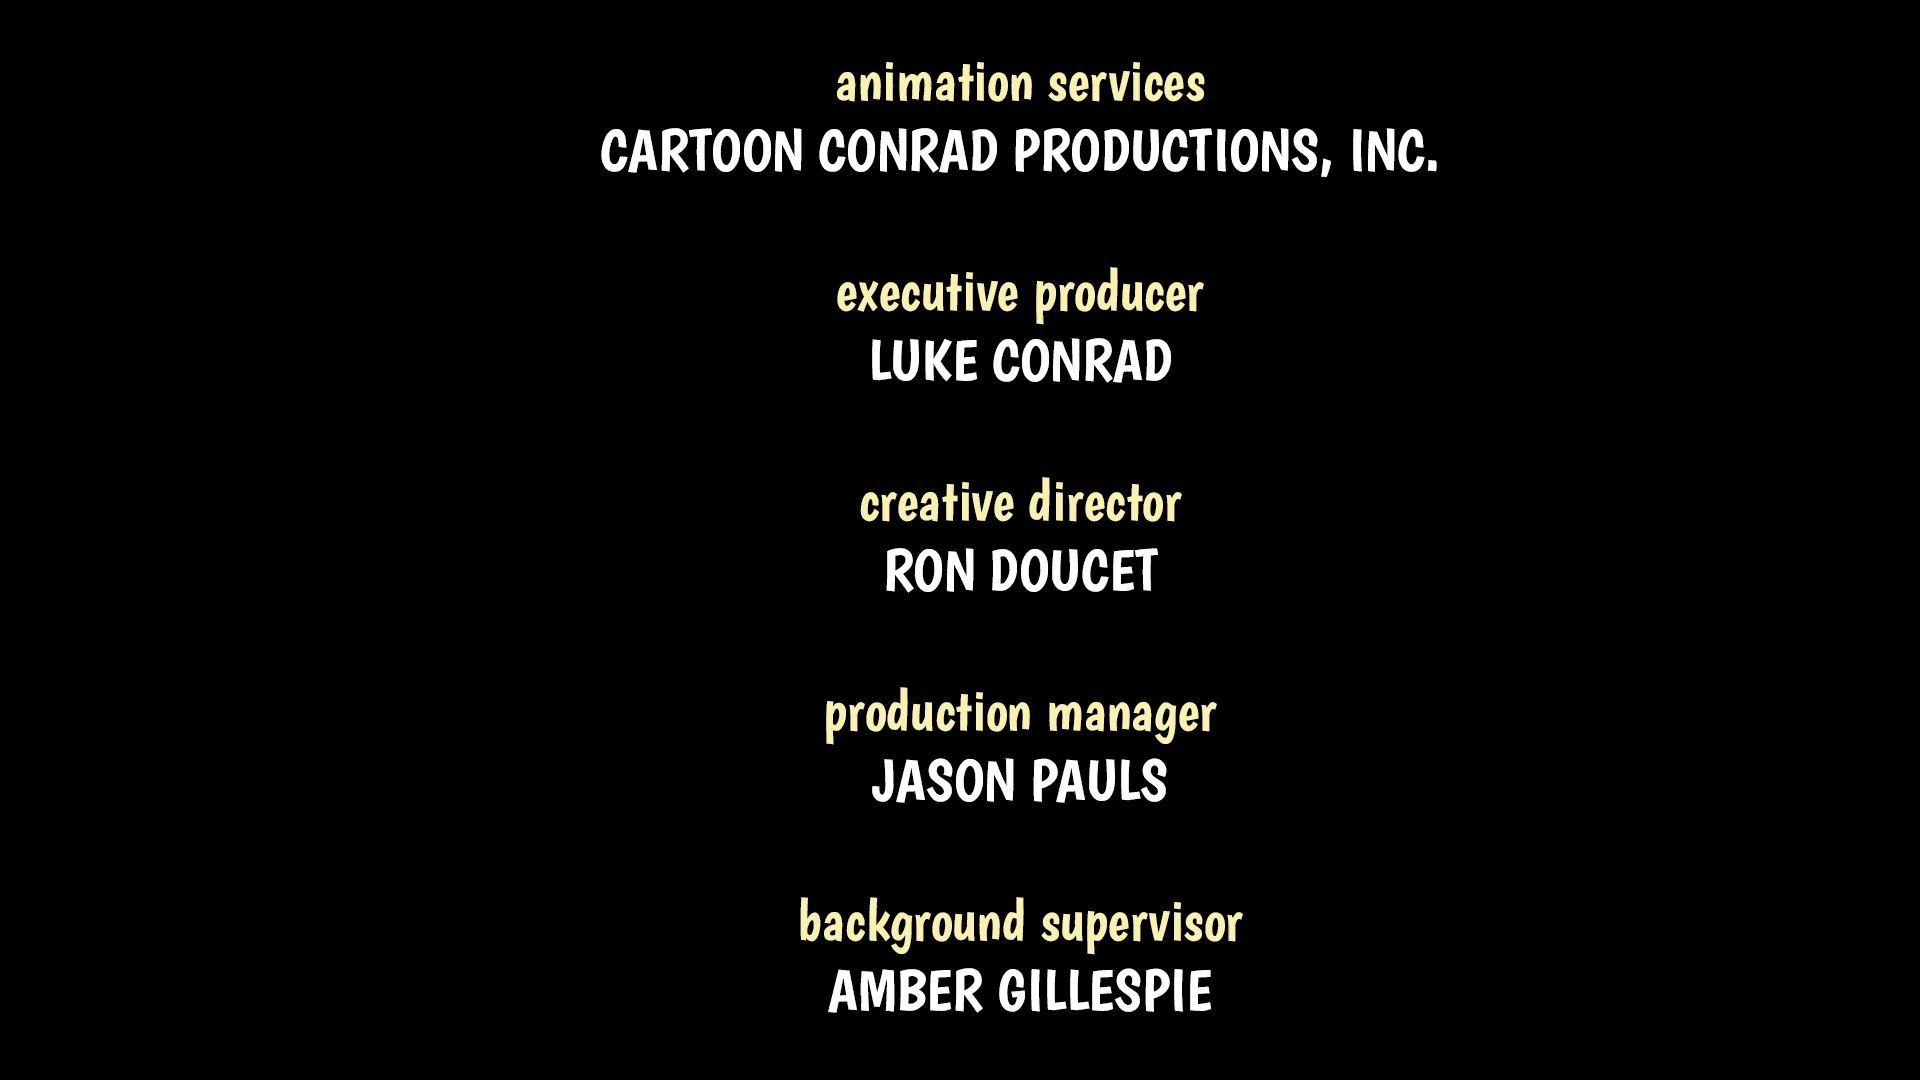 animation services
CARTOON CONRAD PRODUCTIONS, INC.
executive producer
LUKE CONRAD
creative director
RON DOUCET
production manager
JASON PAULS
background supervisor
AMBER GILLESPIE